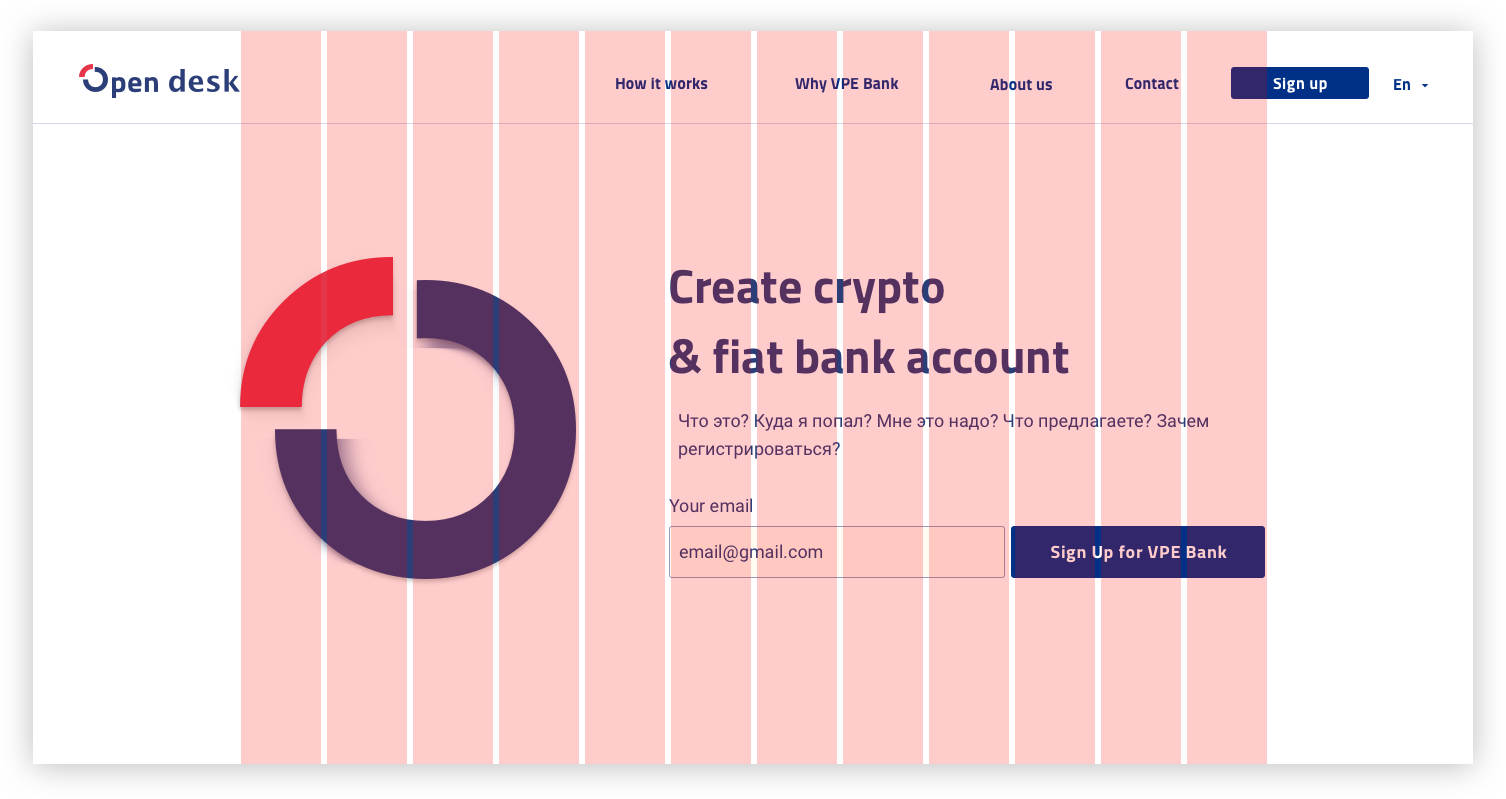 Open desk
How it works
Why VPE Bank
About us
Contact
Sign up
En
Create crypto
& fiat bank account
Что это? Куда я попал? Мне это надо? Что предлагаете? Зачем
регистрироваться?
Your email
email@gmail.com
Sign Up for VPE Bank